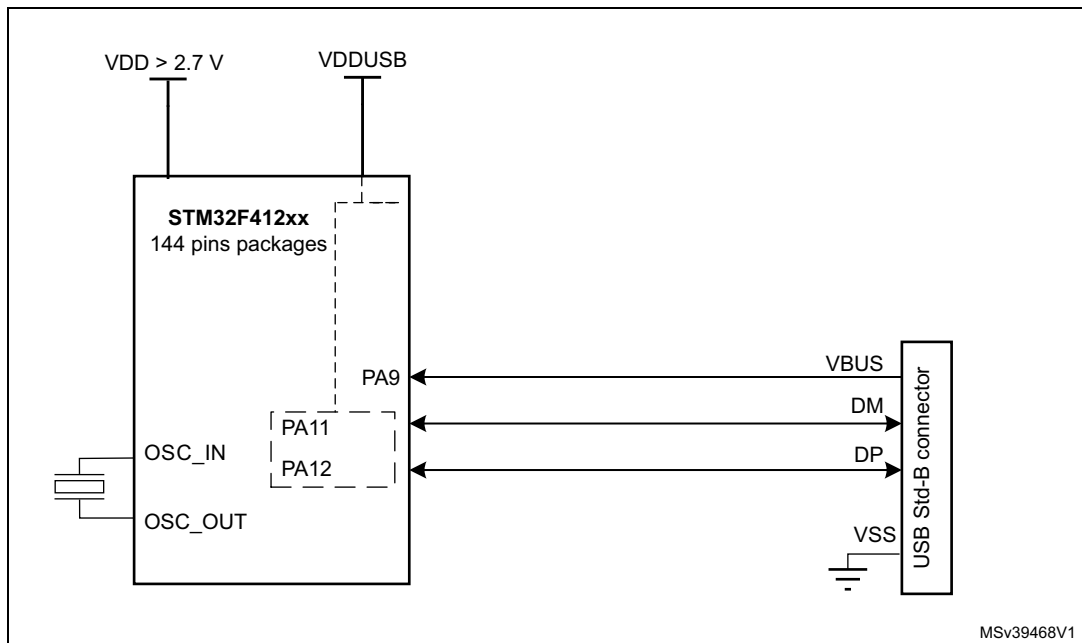 VDD > 2.7 V
VDDUSB
STM32F412xx
144 pins packages
PA9
VBUS
PA11
DM
PA12
DP
OSC_IN
OSC_OUT
VSS
USB Std-B connector
MSv39468V1